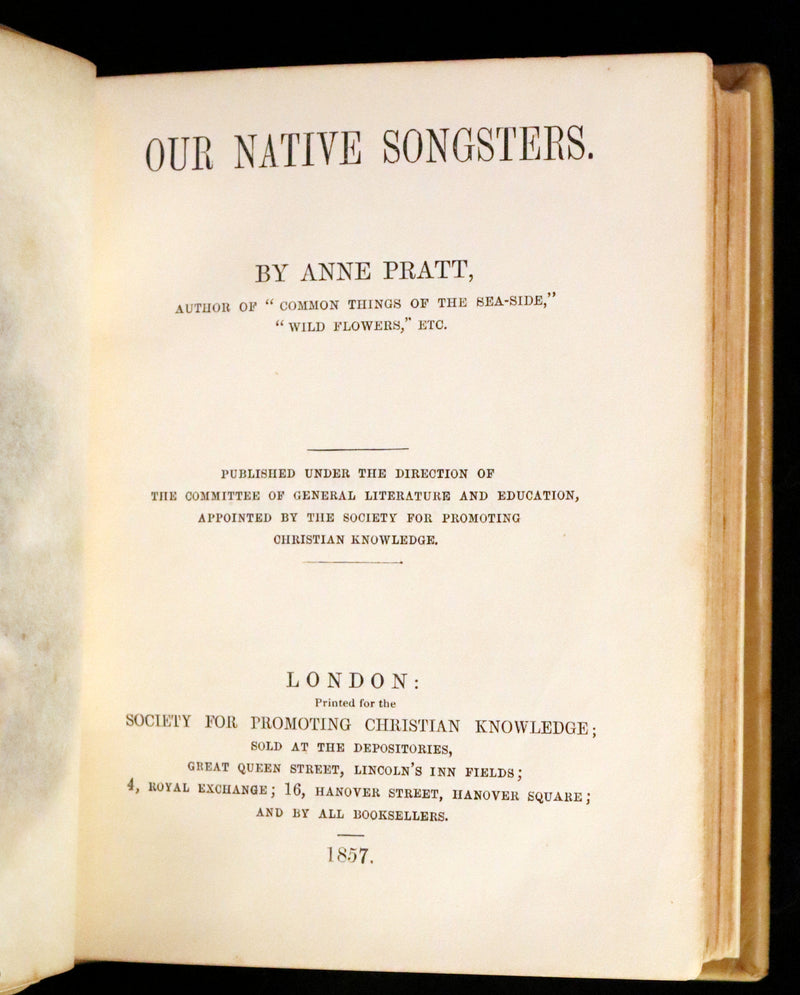 OUR NATIVE SONGSTERS.
BY ANNE PRATT,
AUTHOR OF “ COMMON THINGS OF THE SEA-SIDE,”
“ WILD FLOWERS,” ETC.
PUBLISHED UNDER THE DIRECTION OF
THE COMMITTEE OF GENERAL LITERATURE AND EDUCATION,
APPOINTED BY THE SOCIETY FOR PROMOTING
CHRISTIAN KNOWLEDGE.
LONDON:
Printed for the
SOCIETY FOR PROMOTING CHRISTIAN KNOWLEDGE;
SOLD AT THE DEPOSITORIES,
GREAT QUEEN STREET, LINCOLN'S INN FIELDS;
4, ROYAL EXCHANGE; 16, HANOVER STREET, HANOVER SQUARE;
AND BY ALL BOOKSELLERS.
1857.